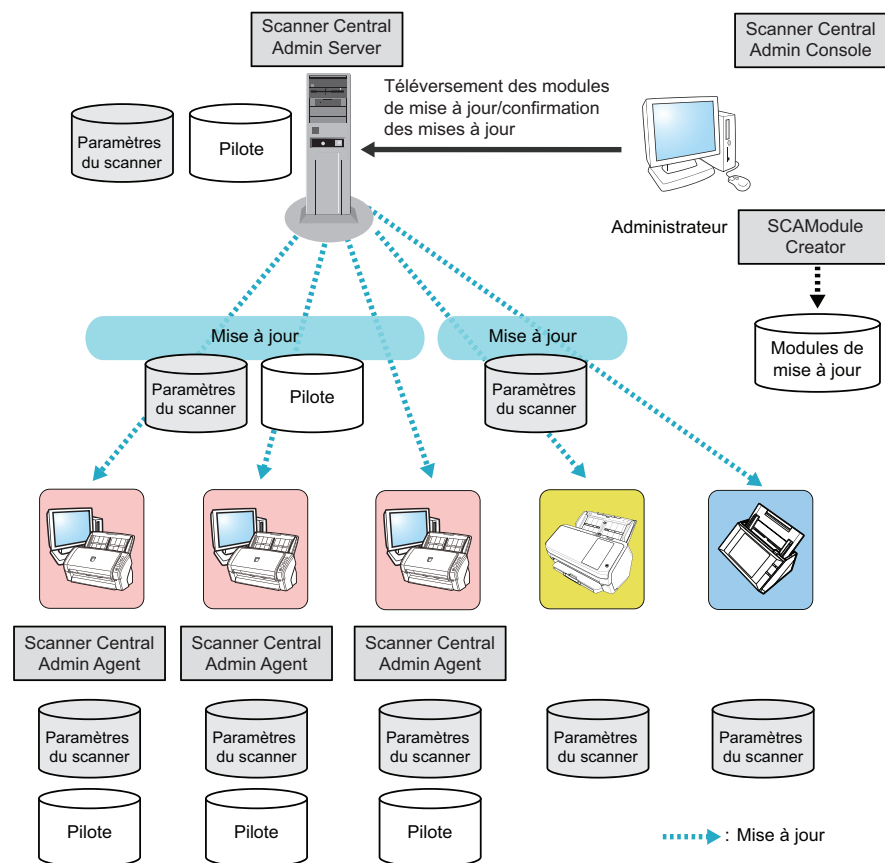 Scanner Central
Admin Server
Scanner Central
Admin Console
Téléversement des modules
de mise à jour/confirmation
des mises à jour
Paramètres
du scanner
Pilote
Administrateur
SCAModule
Creator
Mise à jour
Mise à jour
Modules de
mise à jour
Paramètres
du scanner
Pilote
Paramètres
du scanner
Scanner Central
Admin Agent
Scanner Central
Admin Agent
Scanner Central
Admin Agent
Paramètres
du scanner
Paramètres
du scanner
Paramètres
du scanner
Paramètres
du scanner
Paramètres
du scanner
Pilote
Pilote
Pilote
: Mise à jour